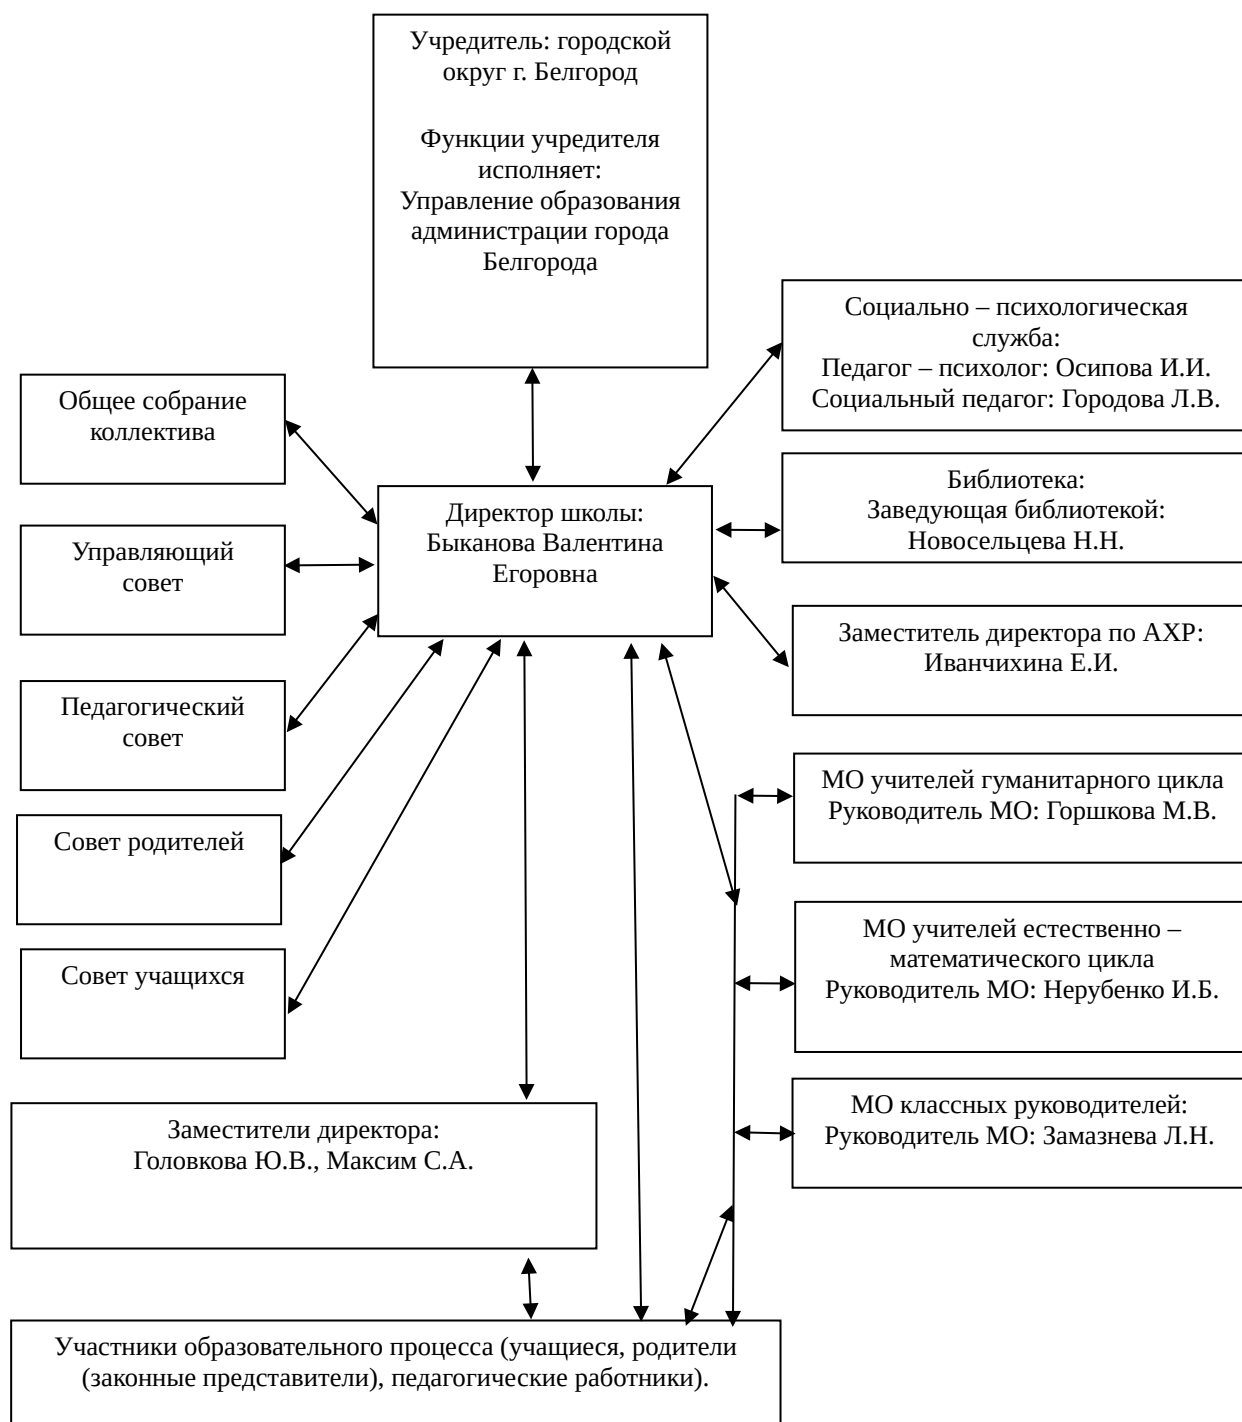 Учредитель: городской
округ г. Белгород
Функции учредителя
исполняет:
Управление образования
администрации города
Белгорода
Социально – психологическая
служба:
Педагог – психолог: Осипова И.И.
Социальный педагог: Городова Л.В.
Общее собрание
коллектива
Библиотека:
Заведующая библиотекой:
Новосельцева Н.Н.
Директор школы:
Быканова Валентина
Егоровна
Управляющий
совет
Заместитель директора по АХР:
Иванчихина Е.И.
Педагогический
совет
МО учителей гуманитарного цикла
Руководитель МО: Горшкова М.В.
Совет родителей
МО учителей естественно –
математического цикла
Руководитель МО: Нерубенко И.Б.
Совет учащихся
МО классных руководителей:
Руководитель МО: Замазнева Л.Н.
Заместители директора:
Головкова Ю.В., Максим С.А.
Участники образовательного процесса (учащиеся, родители
(законные представители), педагогические работники).